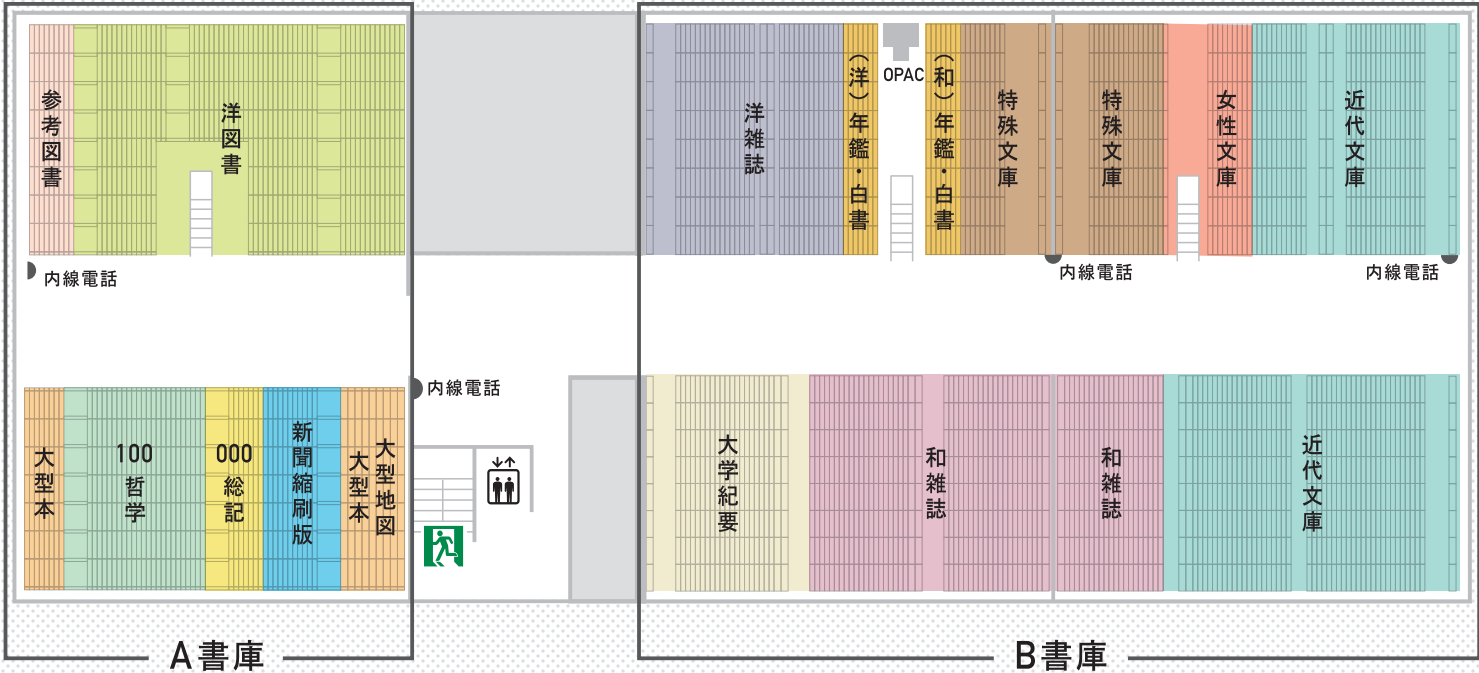 参考図書
洋図書
内線電話
大型本
100
哲学
000
総記
新聞縮刷版
大型地図
大型本
内線電話
A書庫
洋雑誌
(洋)年鑑・白書
OPAC
(和)年鑑・白書
特殊文庫
特殊文庫
女性文庫
近代文庫
内線電話
内線電話
大学紀要
和雑誌
和雑誌
近代文庫
B書庫